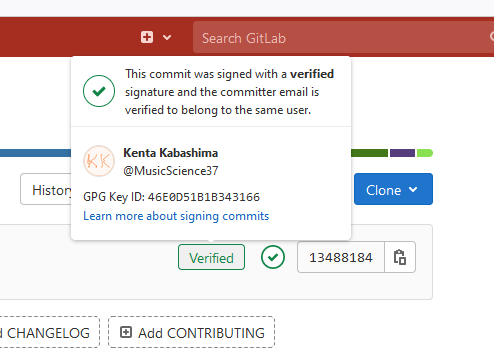 Search GitLab
This commit was signed with a verified
signature and the committer email is
verified to belong to the same user.
KK
Kenta Kabashima
@MusicScience37
GPG Key ID: 46E0D51B1B343166
Learn more about signing commits
History
Clone
Verified
13488184
CHANGELOG
Add CONTRIBUTING